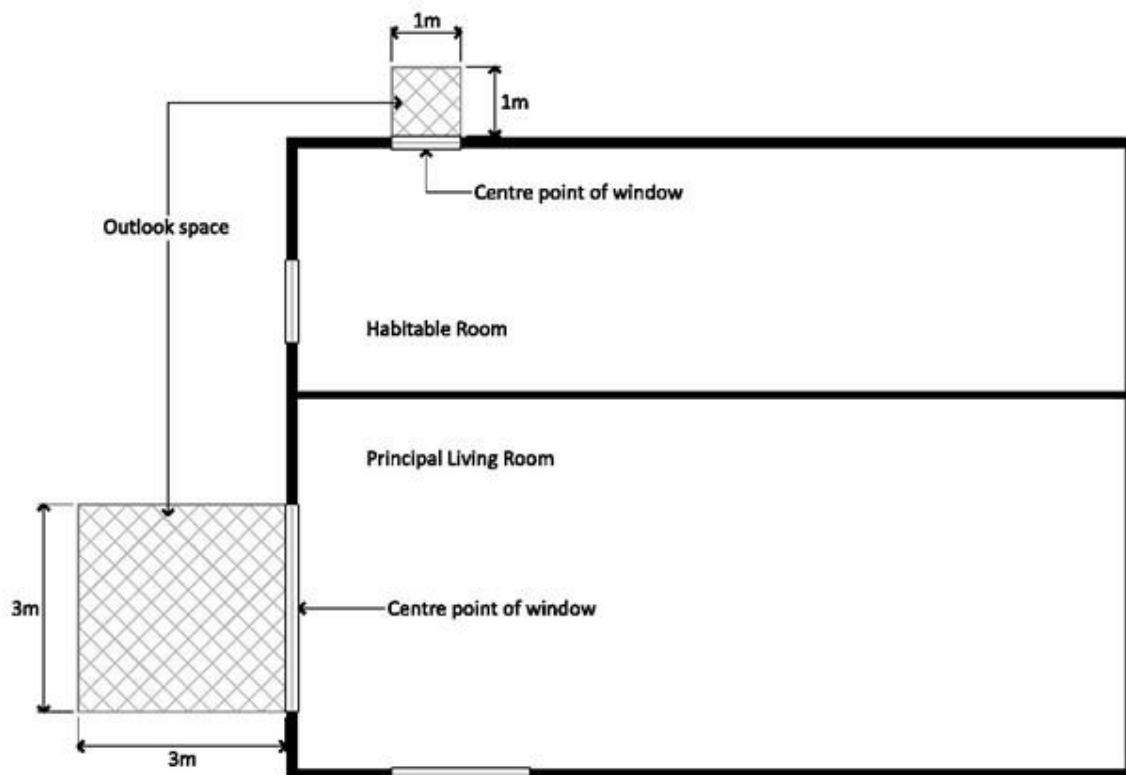 1m
1m
Centre point of window
Outlook space
Habitable Room
Principal Living Room
3m
Centre point of window
3m